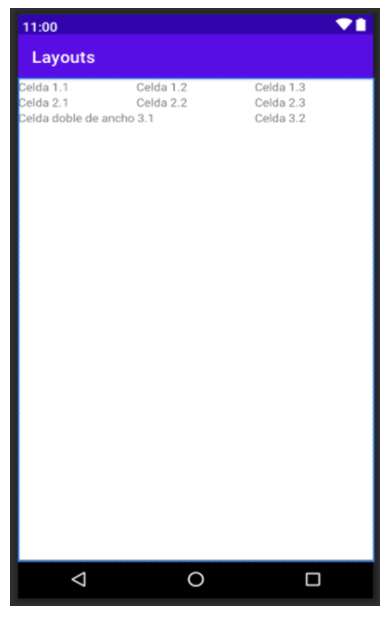 11:00
Layouts
Celda 1.1 Celda 1.2 Celda 1.3
Celda 2.1 Celda 2.2 Celda 2.3
Celda doble de ancho 3.1 Celda 3.2